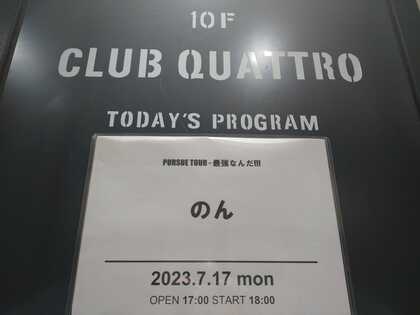 10F
CLUB QUATTRO
TODAY'S PROGRAM
PURSUE TOUR - 最強なんだ!!!
のん
2023.7.17 mon
OPEN 17:00 START 18:00